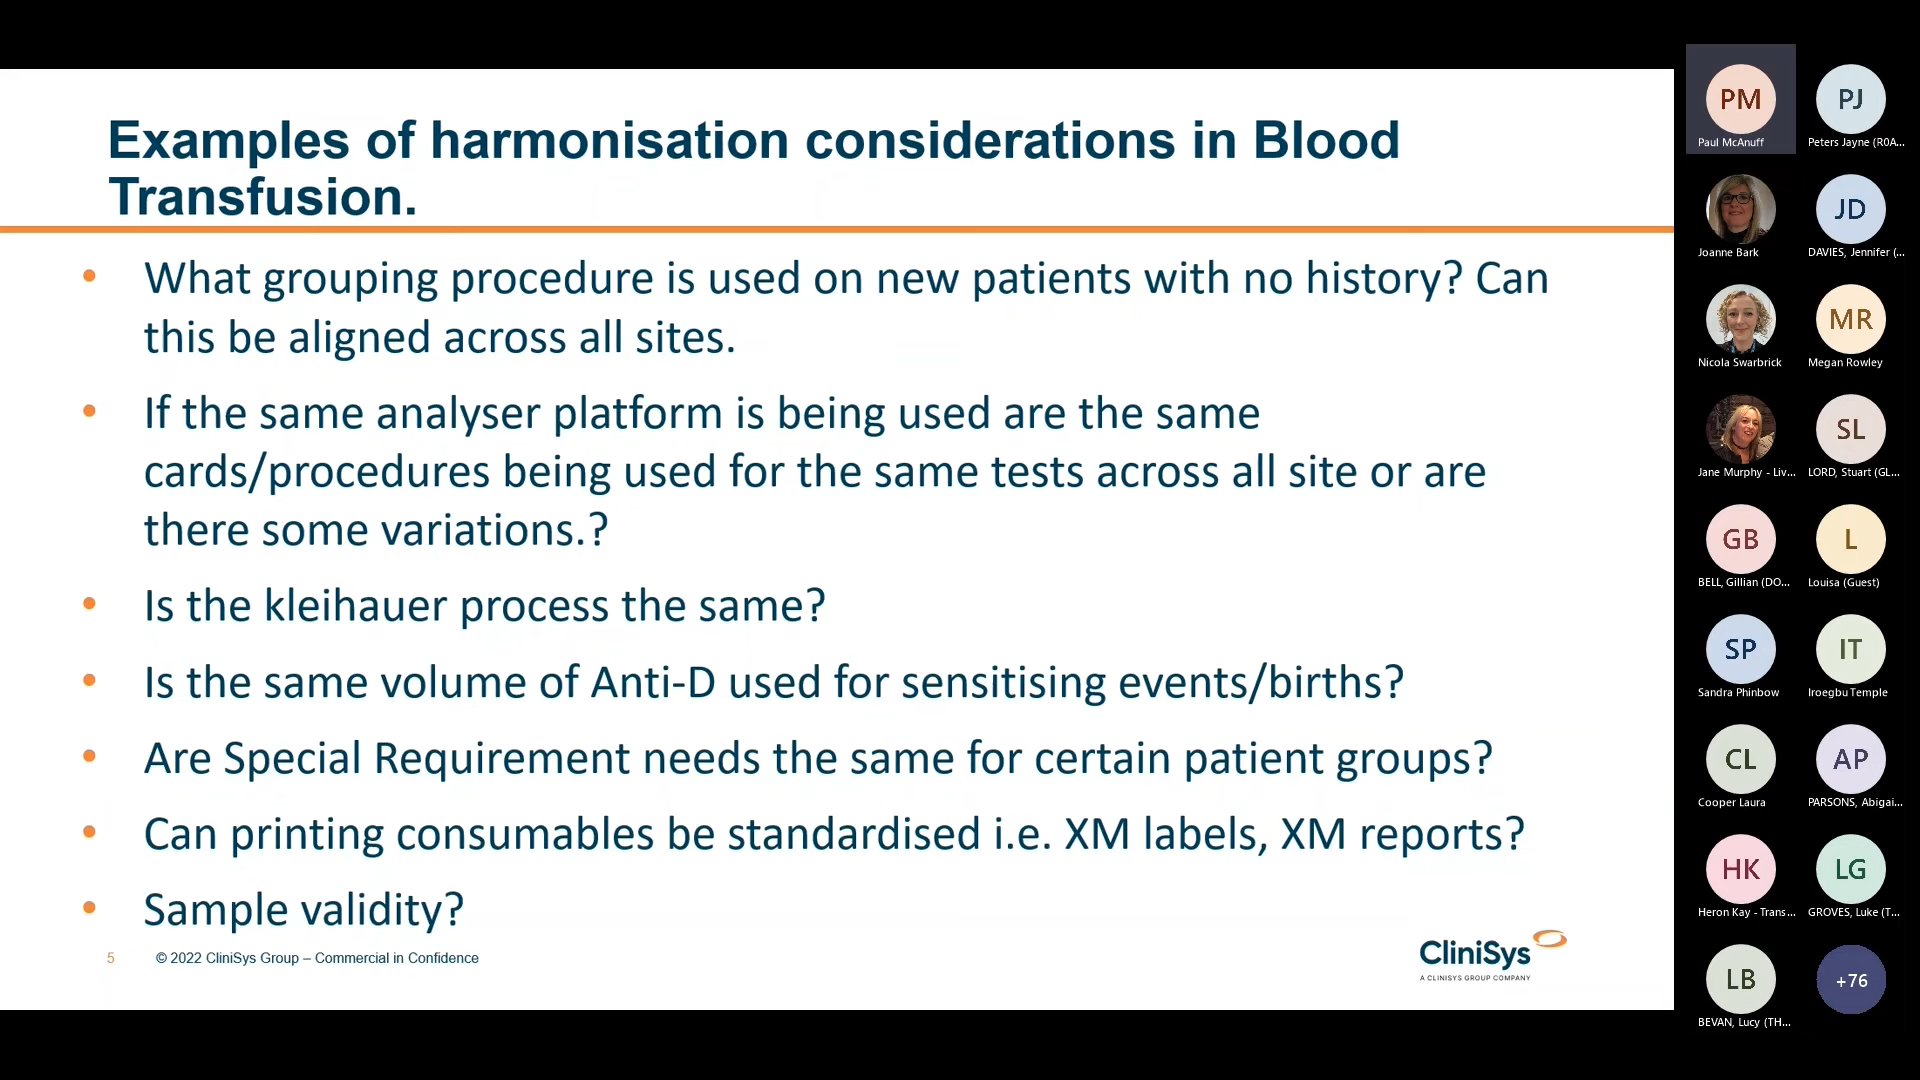 Examples of harmonisation considerations in Blood
Transfusion.
• What grouping procedure is used on new patients with no history? Can
this be aligned across all sites.
• If the same analyser platform is being used are the same
cards/procedures being used for the same tests across all site or are
there some variations.?
• Is the kleihauer process the same?
• Is the same volume of Anti-D used for sensitising events/births?
• Are Special Requirement needs the same for certain patient groups?
• Can printing consumables be standardised i.e. XM labels, XM reports?
• Sample validity?
5 © 2022 CliniSys Group – Commercial in Confidence
CliniSys
A CLINISYS GROUP COMPANY
PM PJ
Paul McAnuff Peters Jayne (R0A...
JD
Joanne Bark DAVIES, Jennifer (...
MR
Nicola Swarbrick Megan Rowley
SL
Jane Murphy - Liv... LORD, Stuart (GL...
GB L
BELL, Gillian (DO... Louisa (Guest)
SP IT
Sandra Phinbow Iroegbu Temple
CL AP
Cooper Laura PARSONS, Abigai...
HK LG
Heron Kay - Trans... GROVES, Luke (T...
LB +76
BEVAN, Lucy (TH...